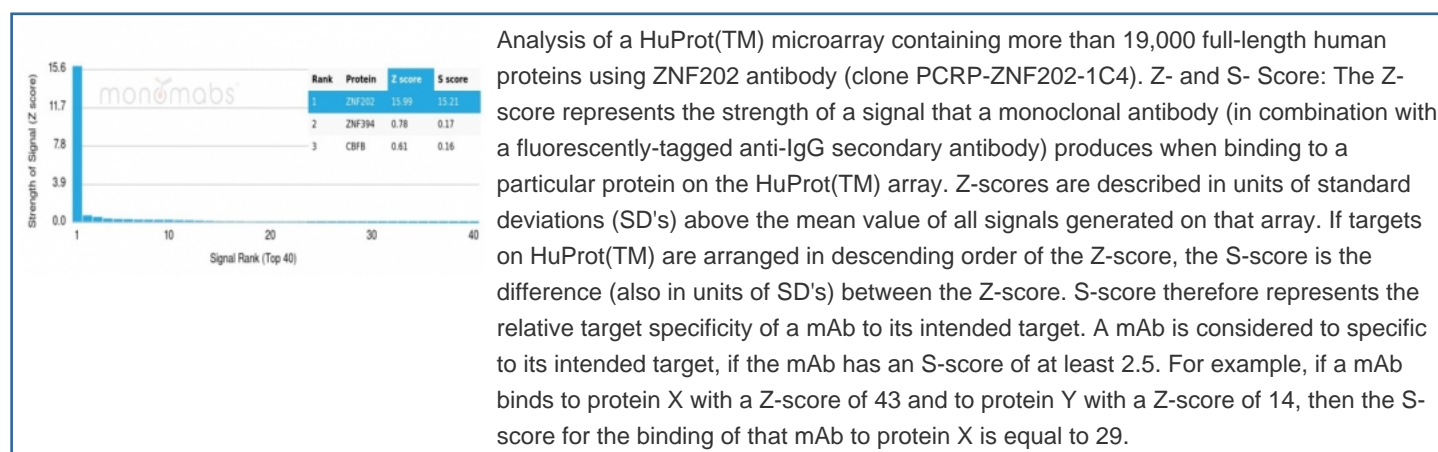 15.6
11.7
7.8
3.9
0.0
Strength of Signal (Z score)
monomabs
Rank Protein Z score S score
1 ZNF202 15.99 15.21
2 ZNF394 0.78 0.17
3 CBFB 0.61 0.16
1 10 20 30 40
Signal Rank (Top 40)
Analysis of a HuProt(TM) microarray containing more than 19,000 full-length human
proteins using ZNF202 antibody (clone PCRP-ZNF202-1C4). Z- and S- Score: The Z-
score represents the strength of a signal that a monoclonal antibody (in combination with
a fluorescently-tagged anti-IgG secondary antibody) produces when binding to a
particular protein on the HuProt(TM) array. Z-scores are described in units of standard
deviations (SD's) above the mean value of all signals generated on that array. If targets
on HuProt(TM) are arranged in descending order of the Z-score, the S-score is the
difference (also in units of SD's) between the Z-score. S-score therefore represents the
relative target specificity of a mAb to its intended target. A mAb is considered to specific
to its intended target, if the mAb has an S-score of at least 2.5. For example, if a mAb
binds to protein X with a Z-score of 43 and to protein Y with a Z-score of 14, then the S-
score for the binding of that mAb to protein X is equal to 29.